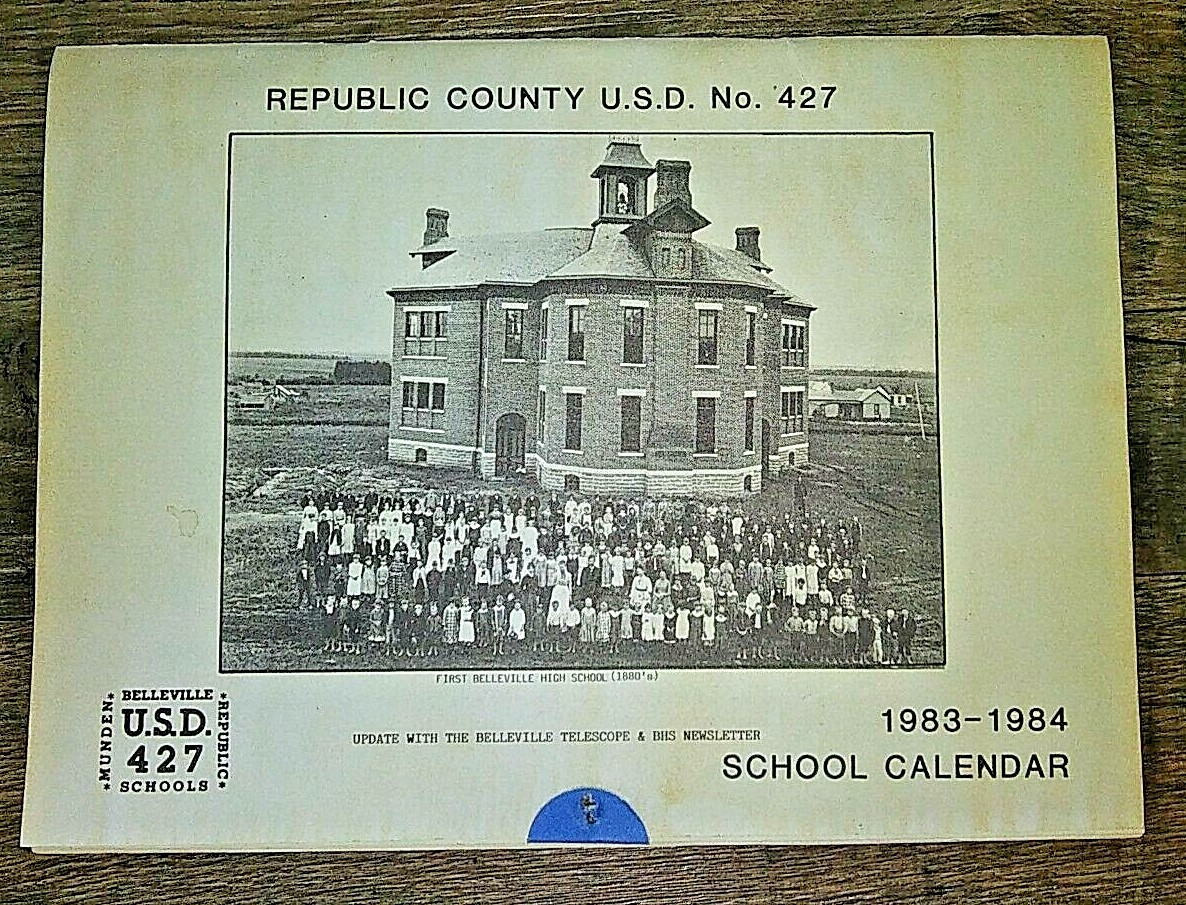 REPUBLIC COUNTY U.S.D. No. 427
FIRST BELLEVILLE HIGH SCHOOL (1880's)
BELLEVILLE
MUNDEN
U.S.D.
427
REPUBLIC
SCHOOLS
UPDATE WITH THE BELLEVILLE TELESCOPE & BHS NEWSLETTER
1983-1984
SCHOOL CALENDAR